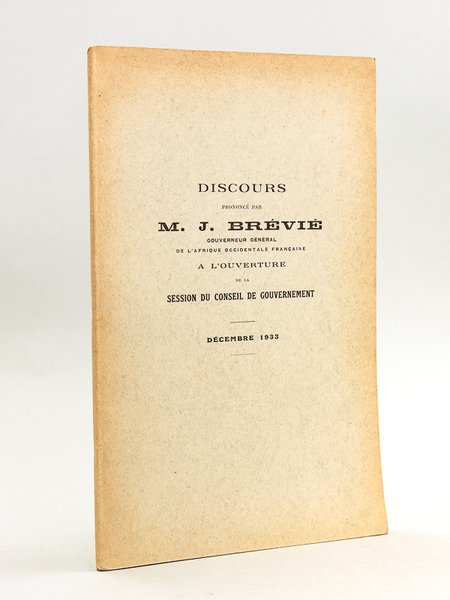 DISCOURS
PRONONCÉ PAR
M. J. BRÉVIÉ
GOUVERNEUR GÉNÉRAL
DE L'AFRIQUE OCCIDENTALE FRANÇAISE
A L'OUVERTURE
DE LA
SESSION DU CONSEIL DE GOUVERNEMENT
DÉCEMBRE 1933